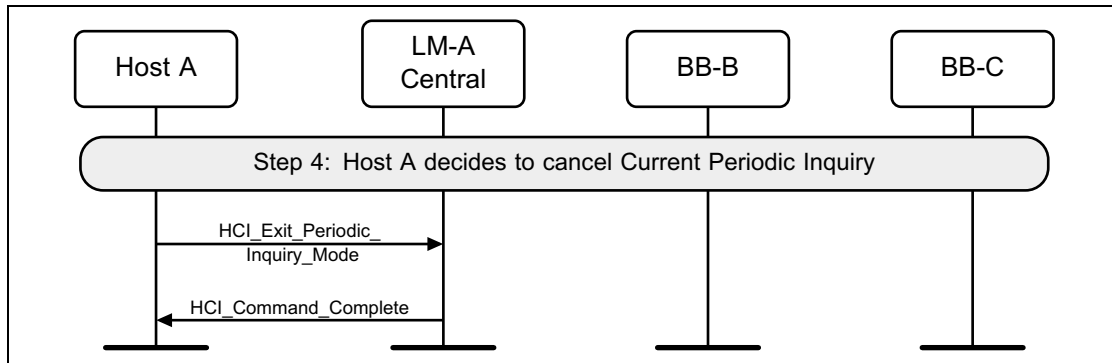 Host A
LM-A
Central
BB-B
BB-C
Step 4: Host A decides to cancel Current Periodic Inquiry
HCI_Exit_Periodic_
Inquiry_Mode
HCI_Command_Complete